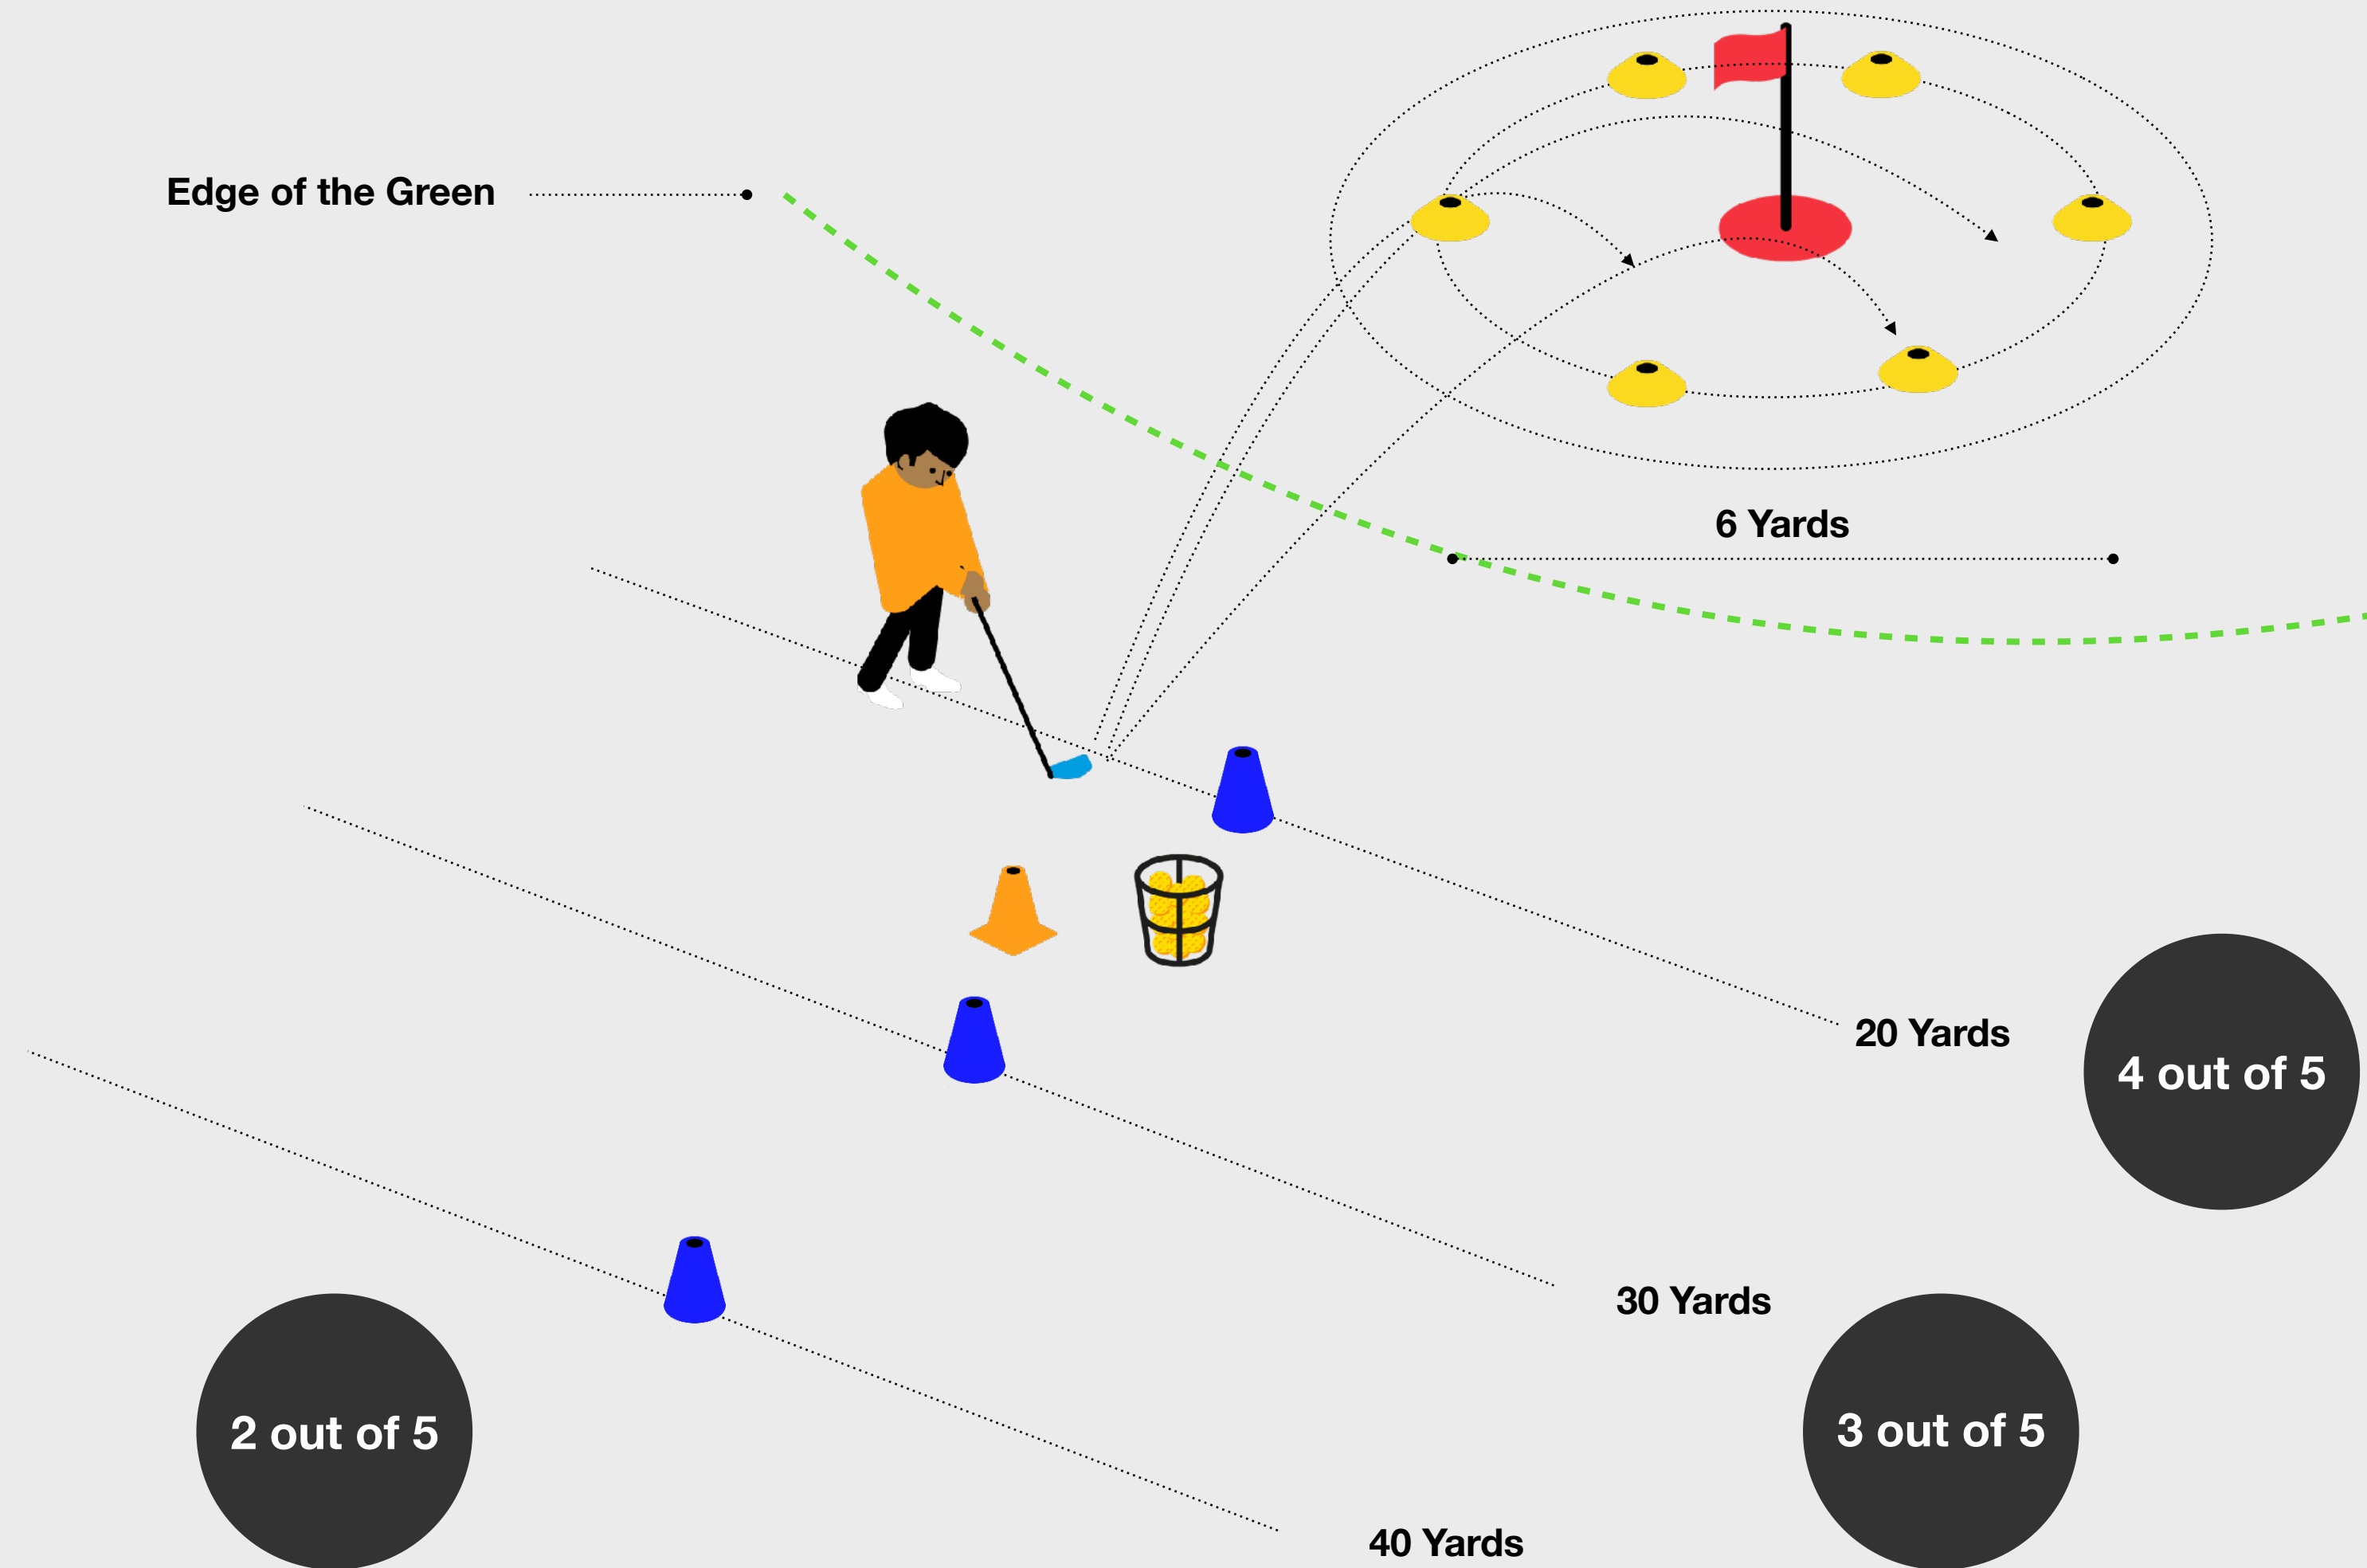 Edge of the Green
6 Yards
20 Yards
4 out of 5
30 Yards
3 out of 5
2 out of 5
40 Yards